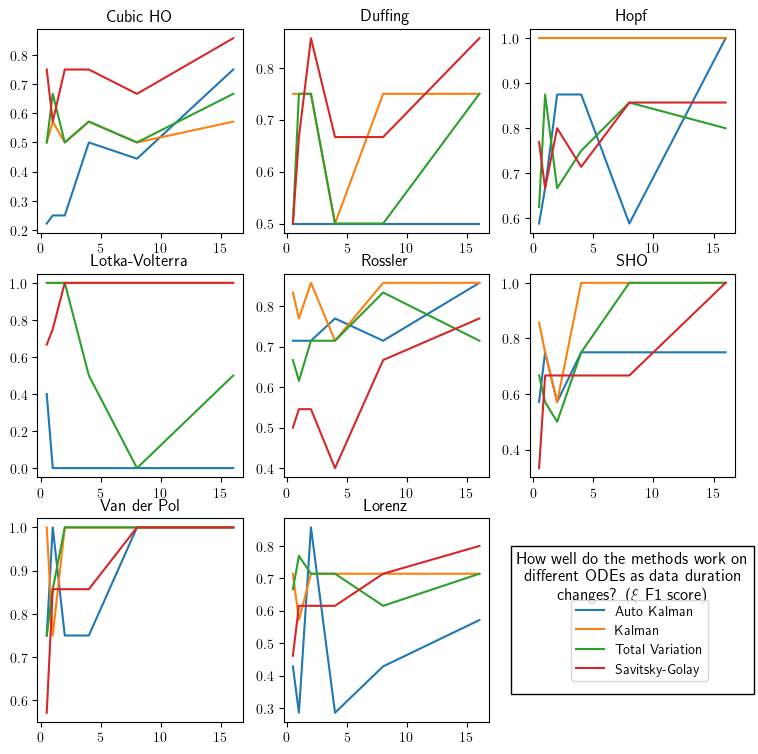 Cubic HO
Duffing
Hopf
0.8
0.7
0.6
0.5
0.4
0.3
0.2
0 5 10 15
0.8
0.7
0.6
0.5
0 5 10 15
1.0
0.9
0.8
0.7
0.6
0 5 10 15
Lotka-Volterra
Rossler
SHO
1.0
0.8
0.6
0.4
0.2
0.0
0 5 10 15
0.8
0.7
0.6
0.5
0.4
0 5 10 15
1.0
0.8
0.6
0.4
0 5 10 15
Van der Pol
Lorenz
1.0
0.9
0.8
0.7
0.6
0 5 10 15
0.8
0.7
0.6
0.5
0.4
0.3
0 5 10 15
How well do the methods work on
different ODEs as data duration
changes? (ξ F1 score)
Auto Kalman
Kalman
Total Variation
Savitsky-Golay